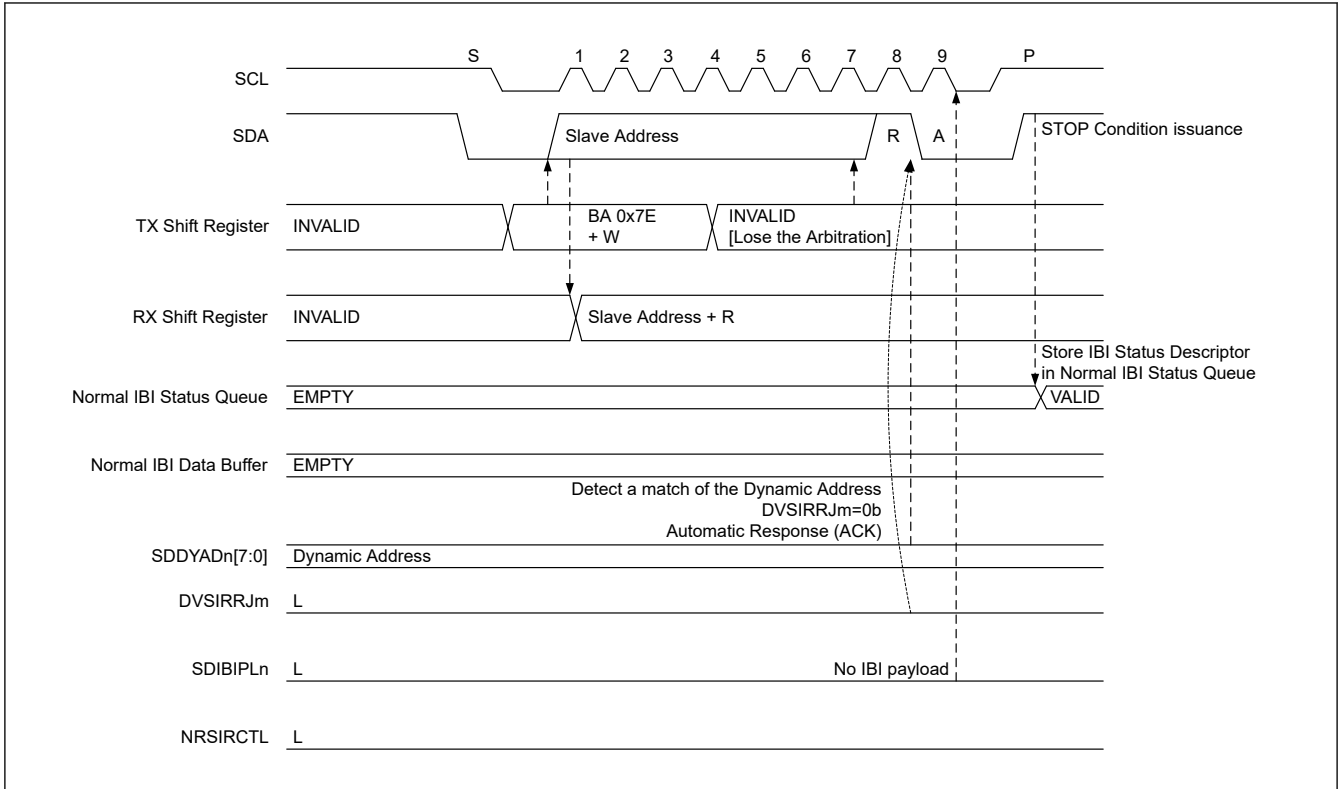 S 1 2 3 4 5 6 7 8 9 P
SCL
SDA Slave Address R A STOP Condition issuance
TX Shift Register INVALID BA 0x7E INVALID
+ W [Lose the Arbitration]
RX Shift Register INVALID Slave Address + R
Store IBI Status Descriptor
in Normal IBI Status Queue
Normal IBI Status Queue EMPTY VALID
Normal IBI Data Buffer EMPTY
Detect a match of the Dynamic Address
DVSIRRJm=0b
Automatic Response (ACK)
SDDYADn[7:0] Dynamic Address
DVSIRRJm L
SDIBIPLn L No IBI payload
NRSIRCTL L